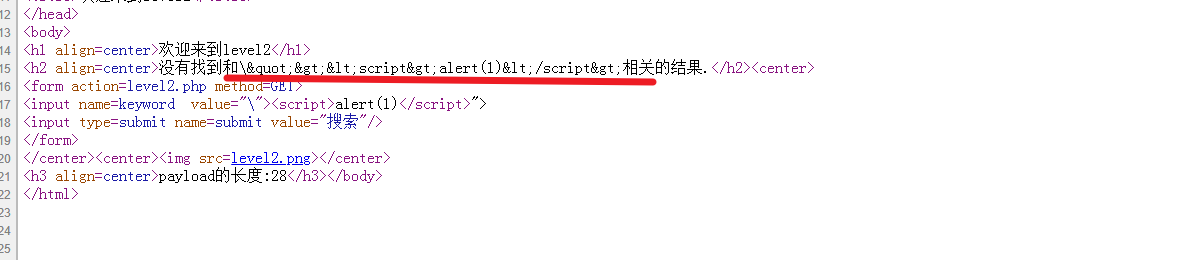 12 </head>
13 <body>
14 <h1 align=center>欢迎来到level2</h1>
15 <h2 align=center>没有找到和\&quot;&gt;&lt;script&gt;alert(1)&lt;/script&gt;相关的结果.</h2><center>
16 <form action=level2.php method=GET>
17 <input name=keyword  value="\"><script>alert(1)</script>">
18 <input type=submit name=submit value="搜索"/>
19 </form>
20 </center><center><img src=level2.png></center>
21 <h3 align=center>payload的长度:28</h3></body>
22 </html>
23
24
25